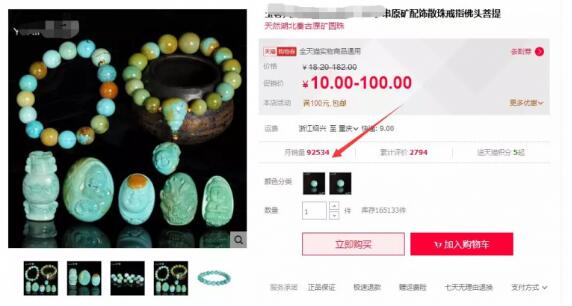 串原矿配饰散珠戒指佛头菩提
天然湖北秦古原矿圆珠
天猫 购物券 全天猫实物商品通用 去刮券
价格 ¥18.20-182.00
促销价 ¥10.00-100.00
本店活动 满100元,包邮 更多优惠
运费 浙江绍兴 至 重庆 快递: 9.00
月销量 92534 累计评价 2794 送天猫积分 5起
颜色分类
数量 1 件 库存165133件
立即购买 加入购物车
服务承诺 正品保证 极速退款 赠运费险 七天无理由退换 支付方式